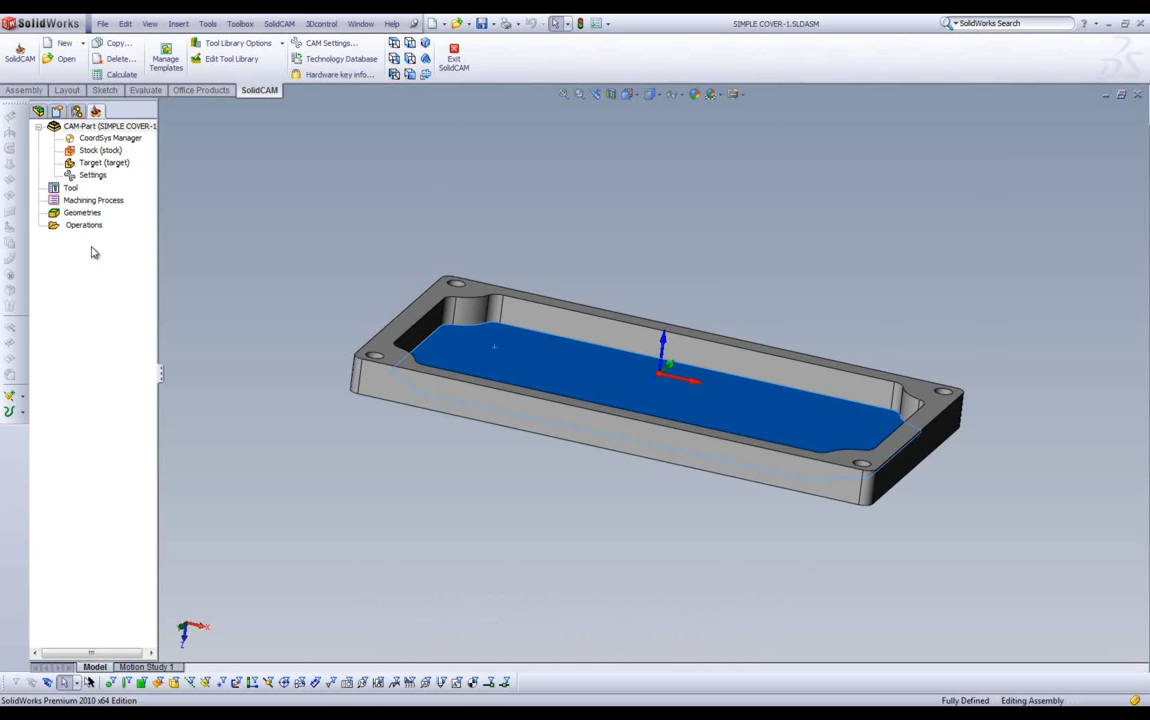 SolidWorks File Edit View Insert Tools Toolbox SolidCAM 3Dcontrol Window Help SIMPLE COVER-1.SLDASM SolidWorks Search
SolidCAM New Copy... Manage Templates Tool Library Options CAM Settings... Exit SolidCAM
Open Delete... Edit Tool Library Technology Database
Calculate Hardware key info...
Assembly Layout Sketch Evaluate Office Products SolidCAM
CAM-Part (SIMPLE COVER-1
CoordSys Manager
Stock (stock)
Target (target)
Settings
Tool
Machining Process
Geometries
Operations
X
Z
Model Motion Study 1
SolidWorks Premium 2010 x64 Edition Fully Defined Editing Assembly